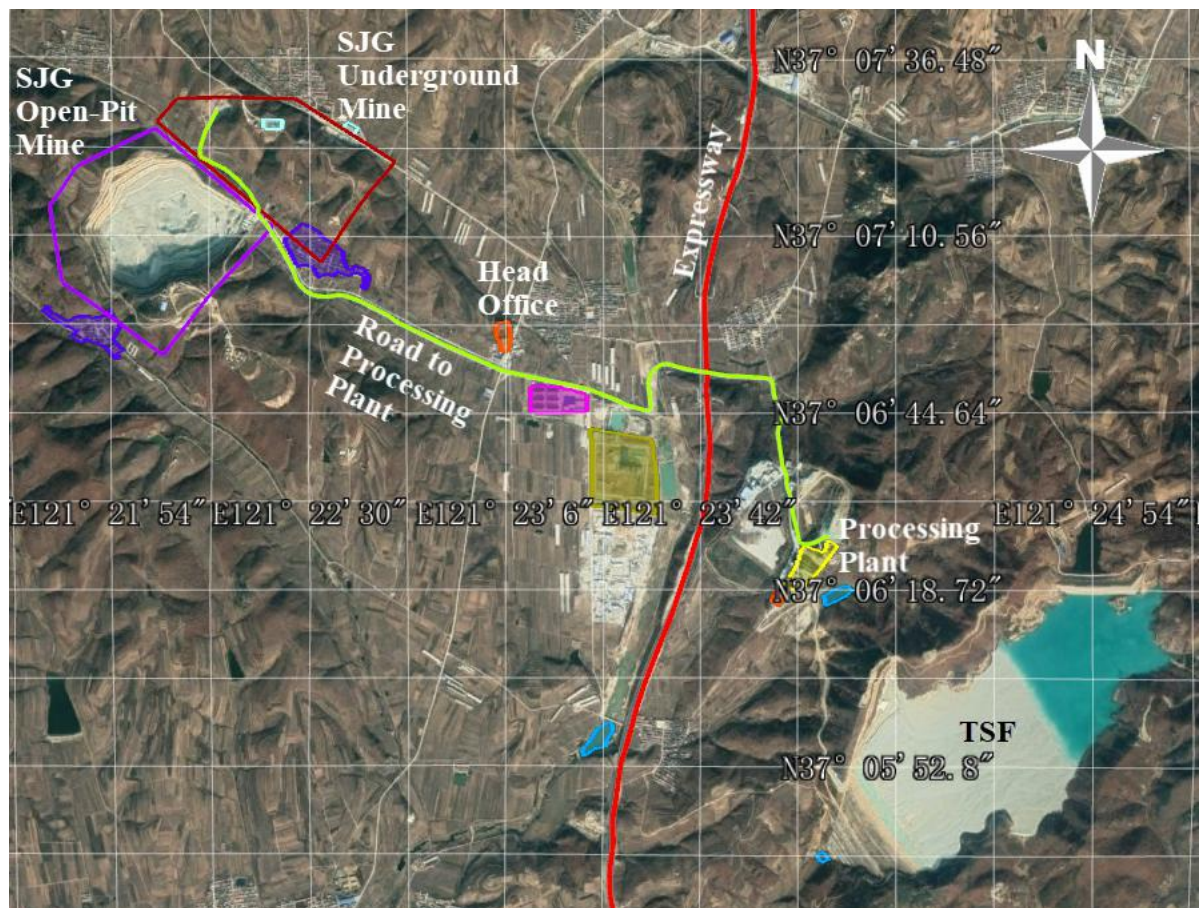 SJG
Underground
Mine
SJG
Open-Pit
Mine
N37° 07′ 36.48″
N
Expressway
N37° 07′ 10.56″
Head
Office
Road to
Processing
Plant
N37° 06′ 44.64″
E121° 21′ 54″
E121° 22′ 30″
E121° 23′ 6″
E121° 23′ 42″
E121° 24′ 54″
Processing
Plant
N37° 06′ 18.72″
TSF
N37° 05′ 52.8″